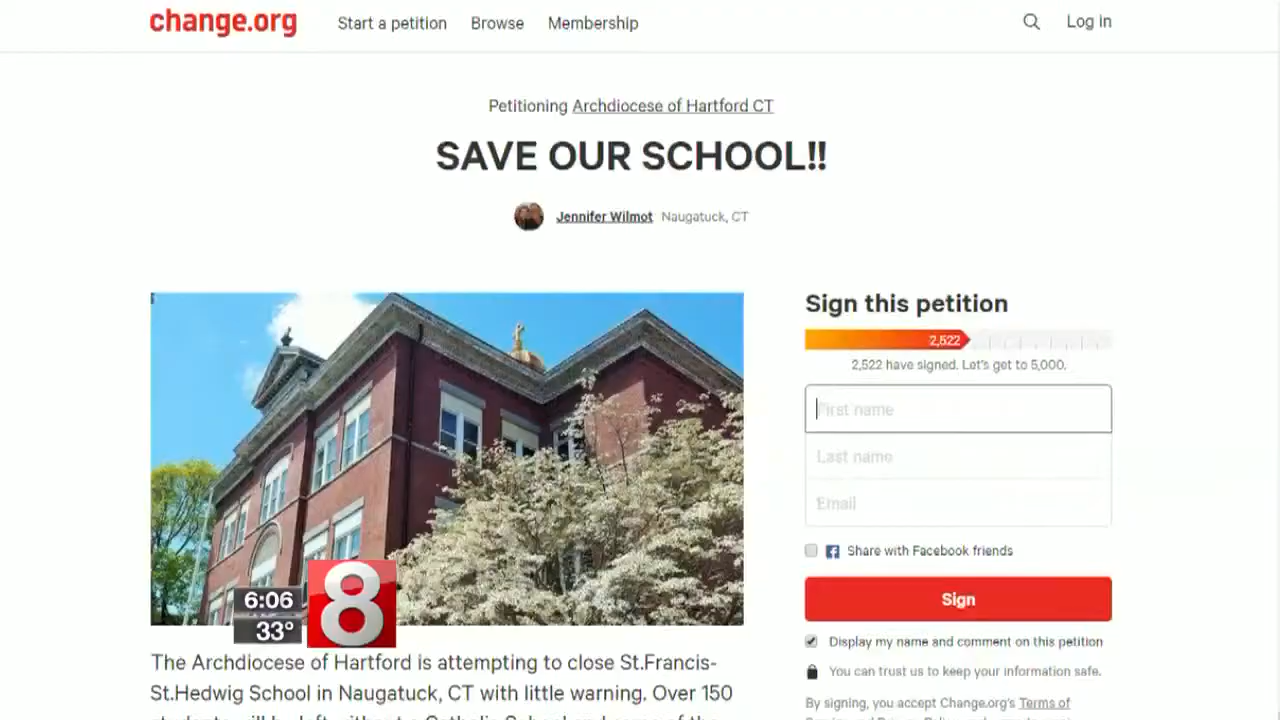 change.org Start a petition Browse Membership Log in
Petitioning Archdiocese of Hartford CT
SAVE OUR SCHOOL!!
Jennifer Wilmot Naugatuck, CT
Sign this petition
2,522
2,522 have signed. Let's get to 5,000.
First name
Last name
Email
Share with Facebook friends
Sign
Display my name and comment on this petition
You can trust us to keep your information safe.
By signing, you accept Change.org's Terms of
6:06
33°
8
The Archdiocese of Hartford is attempting to close St.Francis-
St.Hedwig School in Naugatuck, CT with little warning. Over 150